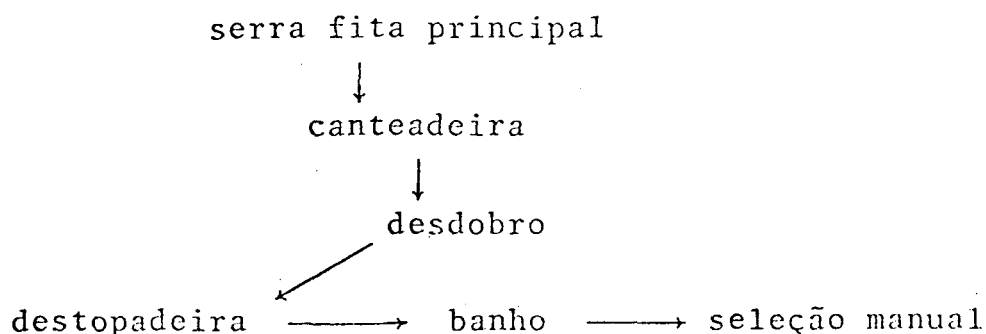 serra fita principal
canteadeira
desdobro
destopadeira → banho → seleção manual